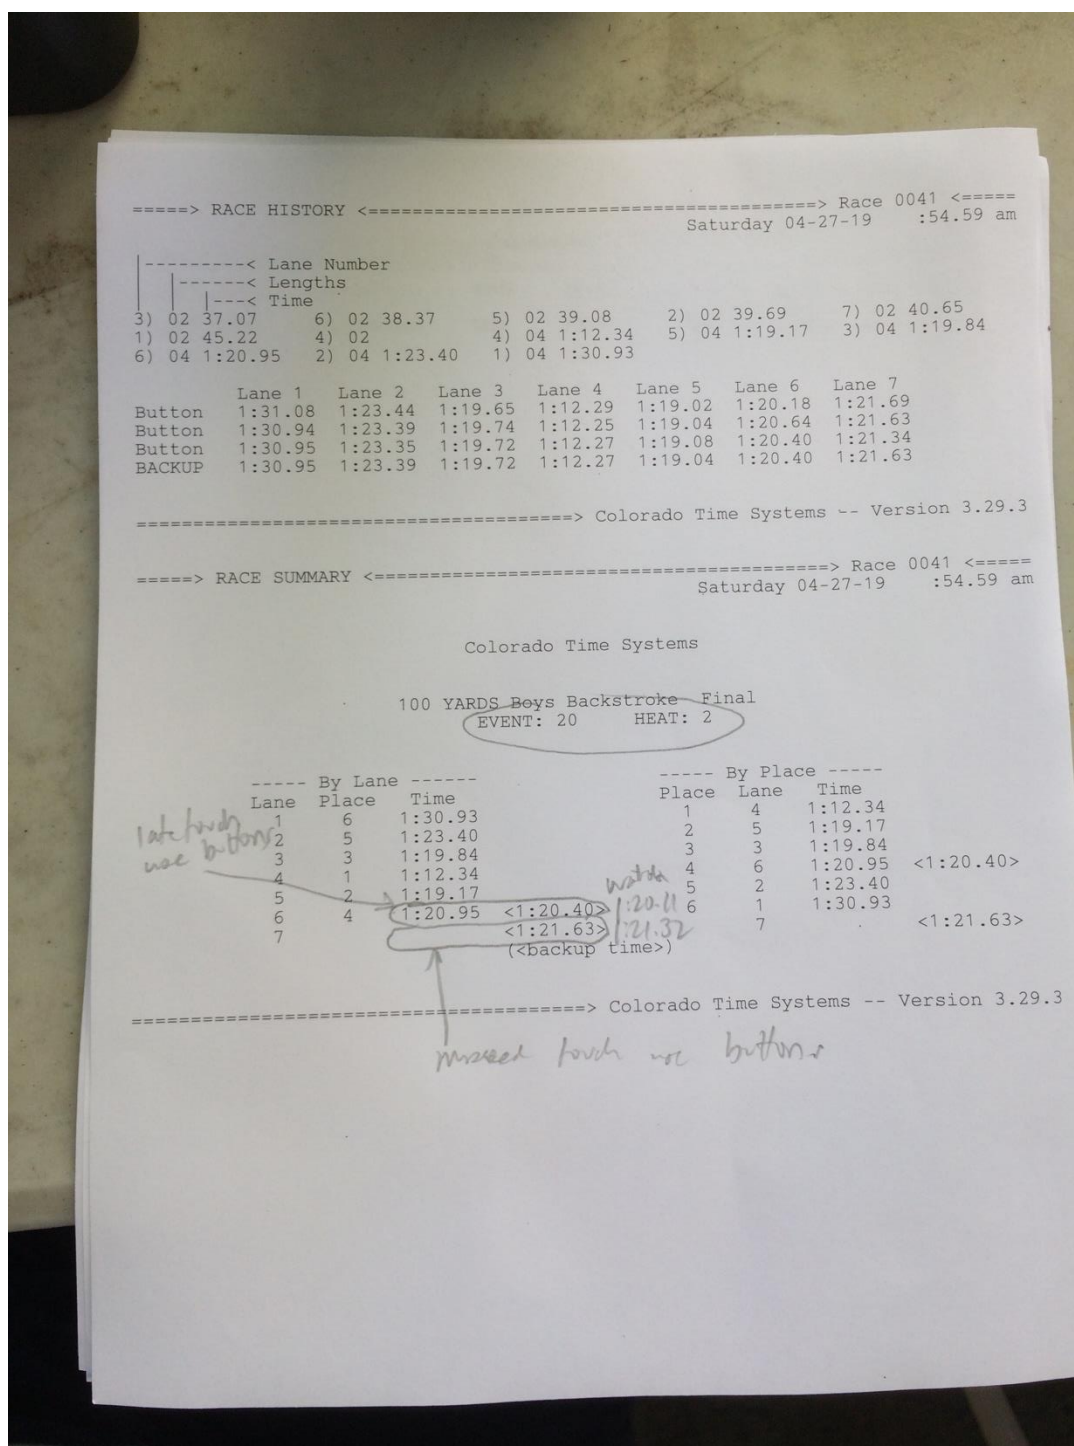 =====> RACE HISTORY <=========================================> Race 0041 <=====
Saturday 04-27-19 :54.59 am
|---------< Lane Number
| |------< Lengths
| | |---< Time
3) 02 37.07 6) 02 38.37 5) 02 39.08 2) 02 39.69 7) 02 40.65
1) 02 45.22 4) 02 4) 04 1:12.34 5) 04 1:19.17 3) 04 1:19.84
6) 04 1:20.95 2) 04 1:23.40 1) 04 1:30.93
Lane 1 Lane 2 Lane 3 Lane 4 Lane 5 Lane 6 Lane 7
Button 1:31.08 1:23.44 1:19.65 1:12.29 1:19.02 1:20.18 1:21.69
Button 1:30.94 1:23.39 1:19.74 1:12.25 1:19.04 1:20.64 1:21.63
Button 1:30.95 1:23.35 1:19.72 1:12.27 1:19.08 1:20.40 1:21.34
BACKUP 1:30.95 1:23.39 1:19.72 1:12.27 1:19.04 1:20.40 1:21.63
=======================================> Colorado Time Systems -- Version 3.29.3
=====> RACE SUMMARY <=========================================> Race 0041 <=====
Saturday 04-27-19 :54.59 am
Colorado Time Systems
100 YARDS Boys Backstroke Final
EVENT: 20 HEAT: 2
----- By Lane ------ ----- By Place -----
Lane Place Time Place Lane Time
1 6 1:30.93 1 4 1:12.34
2 5 1:23.40 2 5 1:19.17
3 3 1:19.84 3 3 1:19.84
4 1 1:12.34 4 6 1:20.95 <1:20.40>
5 2 1:19.17 5 2 1:23.40
6 4 1:20.95 <1:20.40> 6 1 1:30.93
7 <1:21.63> 7 . <1:21.63>
(<backup time>)
late touch
use buttons
watch
1:20.11
1:21.32
=======================================> Colorado Time Systems -- Version 3.29.3
missed touch use buttons